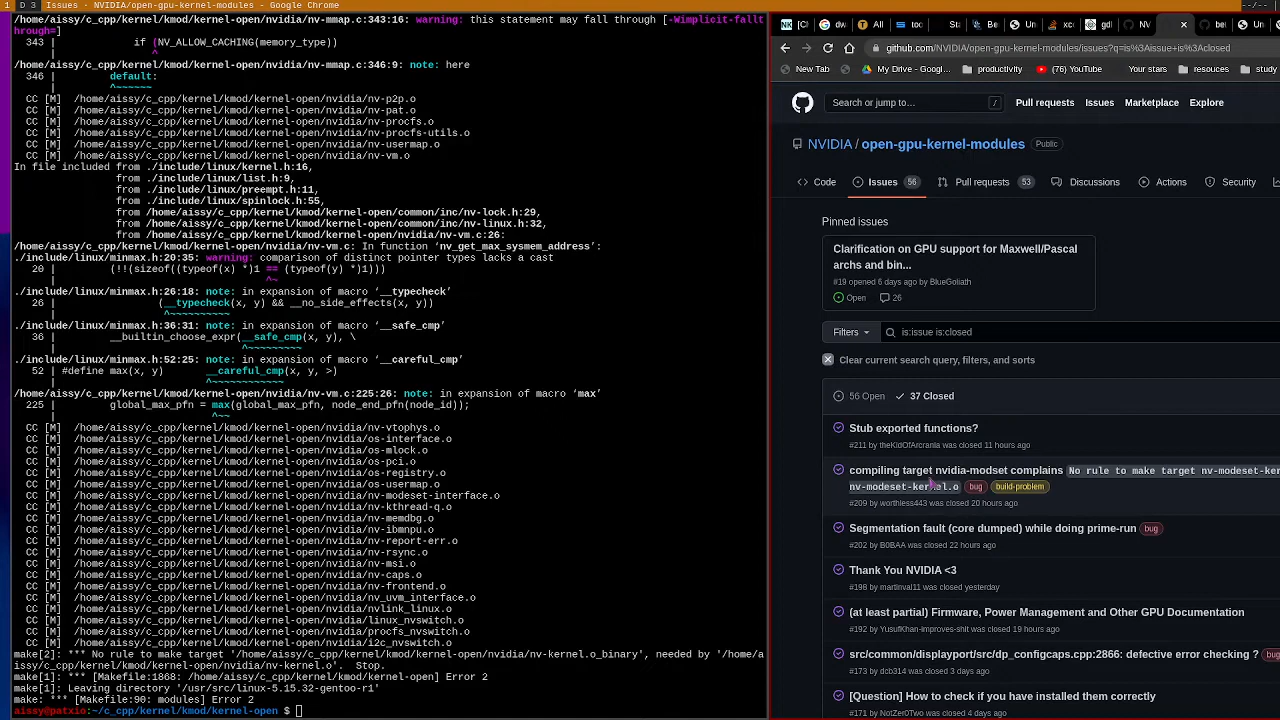 1 D 3 Issues · NVIDIA/open-gpu-kernel-modules - Google Chrome
--/--
/home/aissy/c_cpp/kernel/kmod/kernel-open/nvidia/nv-mmap.c:343:16: warning: this statement may fall through [-Wimplicit-fallt
hrough=]
343 | if (NV_ALLOW_CACHING(memory_type))
| ^
/home/aissy/c_cpp/kernel/kmod/kernel-open/nvidia/nv-mmap.c:346:9: note: here
346 | default:
| ^~~~~~~
CC [M] /home/aissy/c_cpp/kernel/kmod/kernel-open/nvidia/nv-p2p.o
CC [M] /home/aissy/c_cpp/kernel/kmod/kernel-open/nvidia/nv-pat.o
CC [M] /home/aissy/c_cpp/kernel/kmod/kernel-open/nvidia/nv-procfs.o
CC [M] /home/aissy/c_cpp/kernel/kmod/kernel-open/nvidia/nv-procfs-utils.o
CC [M] /home/aissy/c_cpp/kernel/kmod/kernel-open/nvidia/nv-usermap.o
CC [M] /home/aissy/c_cpp/kernel/kmod/kernel-open/nvidia/nv-vm.o
In file included from ./include/linux/kernel.h:16,
from ./include/linux/list.h:9,
from ./include/linux/preempt.h:11,
from ./include/linux/spinlock.h:55,
from /home/aissy/c_cpp/kernel/kmod/kernel-open/common/inc/nv-lock.h:29,
from /home/aissy/c_cpp/kernel/kmod/kernel-open/common/inc/nv-linux.h:32,
from /home/aissy/c_cpp/kernel/kmod/kernel-open/nvidia/nv-vm.c:26:
/home/aissy/c_cpp/kernel/kmod/kernel-open/nvidia/nv-vm.c: In function ‘nv_get_max_sysmem_address’:
./include/linux/minmax.h:20:35: warning: comparison of distinct pointer types lacks a cast
20 | (!!(sizeof((typeof(x) *)1 == (typeof(y) *)1)))
| ^~
./include/linux/minmax.h:26:18: note: in expansion of macro ‘__typecheck’
26 | (__typecheck(x, y) && __no_side_effects(x, y))
| ^~~~~~~~~~~
./include/linux/minmax.h:36:31: note: in expansion of macro ‘__safe_cmp’
36 | __builtin_choose_expr(__safe_cmp(x, y), \
| ^~~~~~~~~~
./include/linux/minmax.h:52:25: note: in expansion of macro ‘__careful_cmp’
52 | #define max(x, y) __careful_cmp(x, y, >)
| ^~~~~~~~~~~~~
/home/aissy/c_cpp/kernel/kmod/kernel-open/nvidia/nv-vm.c:225:26: note: in expansion of macro ‘max’
225 | global_max_pfn = max(global_max_pfn, node_end_pfn(node_id));
| ^~~
CC [M] /home/aissy/c_cpp/kernel/kmod/kernel-open/nvidia/nv-vtophys.o
CC [M] /home/aissy/c_cpp/kernel/kmod/kernel-open/nvidia/os-interface.o
CC [M] /home/aissy/c_cpp/kernel/kmod/kernel-open/nvidia/os-mlock.o
CC [M] /home/aissy/c_cpp/kernel/kmod/kernel-open/nvidia/os-pci.o
CC [M] /home/aissy/c_cpp/kernel/kmod/kernel-open/nvidia/os-registry.o
CC [M] /home/aissy/c_cpp/kernel/kmod/kernel-open/nvidia/os-usermap.o
CC [M] /home/aissy/c_cpp/kernel/kmod/kernel-open/nvidia/nv-modeset-interface.o
CC [M] /home/aissy/c_cpp/kernel/kmod/kernel-open/nvidia/nv-kthread-q.o
CC [M] /home/aissy/c_cpp/kernel/kmod/kernel-open/nvidia/nv-memdbg.o
CC [M] /home/aissy/c_cpp/kernel/kmod/kernel-open/nvidia/nv-ibmnpu.o
CC [M] /home/aissy/c_cpp/kernel/kmod/kernel-open/nvidia/nv-report-err.o
CC [M] /home/aissy/c_cpp/kernel/kmod/kernel-open/nvidia/nv-rsync.o
CC [M] /home/aissy/c_cpp/kernel/kmod/kernel-open/nvidia/nv-msi.o
CC [M] /home/aissy/c_cpp/kernel/kmod/kernel-open/nvidia/nv-caps.o
CC [M] /home/aissy/c_cpp/kernel/kmod/kernel-open/nvidia/nv-frontend.o
CC [M] /home/aissy/c_cpp/kernel/kmod/kernel-open/nvidia/nv_uvm_interface.o
CC [M] /home/aissy/c_cpp/kernel/kmod/kernel-open/nvidia/nvlink_linux.o
CC [M] /home/aissy/c_cpp/kernel/kmod/kernel-open/nvidia/linux_nvswitch.o
CC [M] /home/aissy/c_cpp/kernel/kmod/kernel-open/nvidia/procfs_nvswitch.o
CC [M] /home/aissy/c_cpp/kernel/kmod/kernel-open/nvidia/i2c_nvswitch.o
make[2]: *** No rule to make target '/home/aissy/c_cpp/kernel/kmod/kernel-open/nvidia/nv-kernel.o_binary', needed by '/home/a
issy/c_cpp/kernel/kmod/kernel-open/nvidia/nv-kernel.o'. Stop.
make[1]: *** [Makefile:1868: /home/aissy/c_cpp/kernel/kmod/kernel-open] Error 2
make[1]: Leaving directory '/usr/src/linux-5.15.32-gentoo-r1'
make: *** [Makefile:90: modules] Error 2
aissy@patxio:~/c_cpp/kernel/kmod/kernel-open $
NK [C dw All too Sta Be Un xco gdl NV be Un
github.com/NVIDIA/open-gpu-kernel-modules/issues?q=is%3Aissue+is%3Aclosed
New Tab My Drive - Googl... productivity (76) YouTube Your stars resouces study
Search or jump to… / Pull requests Issues Marketplace Explore
NVIDIA / open-gpu-kernel-modules Public
Code Issues 56 Pull requests 53 Discussions Actions Security
Pinned issues
Clarification on GPU support for Maxwell/Pascal
archs and bin...
#19 opened 6 days ago by BlueGoliath
Open 26
Filters is:issue is:closed
Clear current search query, filters, and sorts
56 Open 37 Closed
Stub exported functions?
#211 by theKidOfArcrania was closed 11 hours ago
compiling target nvidia-modset complains No rule to make target nv-modeset-ker
nv-modeset-kernel.o bug build-problem
#209 by worthless443 was closed 20 hours ago
Segmentation fault (core dumped) while doing prime-run bug
#202 by B0BAA was closed 22 hours ago
Thank You NVIDIA <3
#198 by martinval11 was closed yesterday
(at least partial) Firmware, Power Management and Other GPU Documentation
#192 by YusufKhan-improves-shit was closed 19 hours ago
src/common/displayport/src/dp_configcaps.cpp:2866: defective error checking ? bug
#173 by dcb314 was closed 3 days ago
[Question] How to check if you have installed them correctly
#171 by NotZer0Two was closed 4 days ago